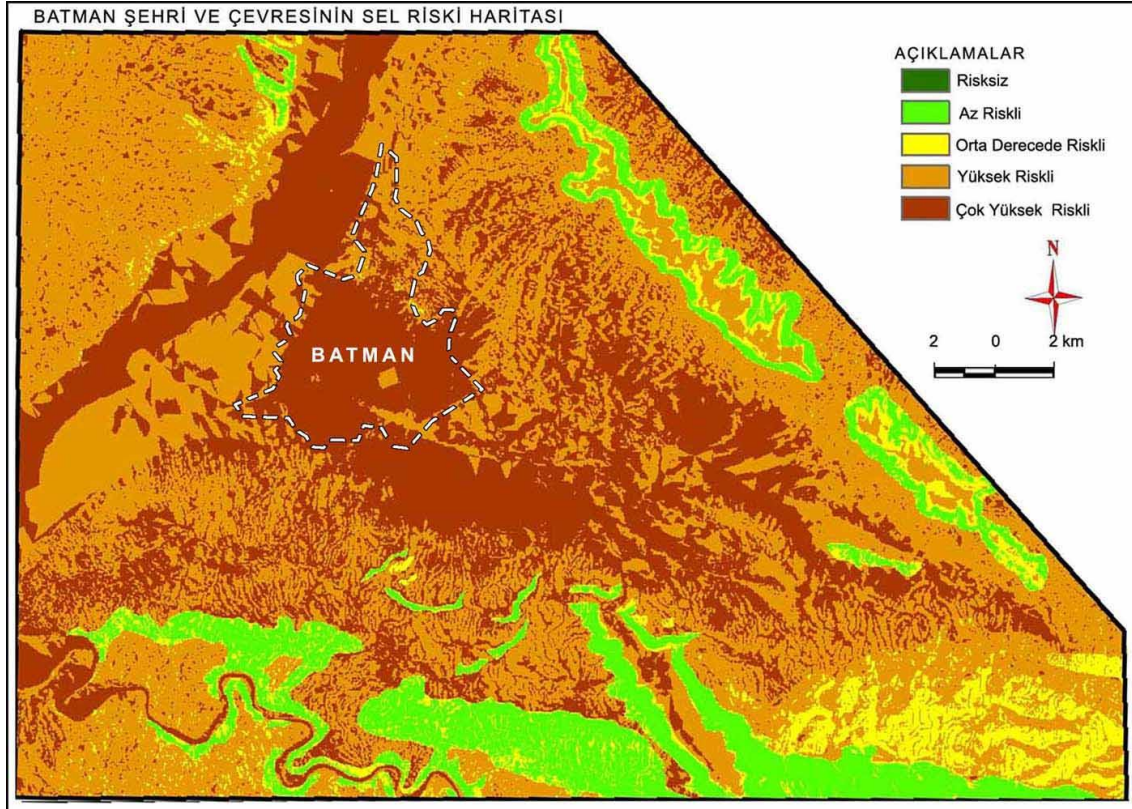 BATMAN ŞEHRİ VE ÇEVRESİNİN SEL RİSKİ HARİTASI
AÇIKLAMALAR
Risksiz
Az Riskli
Orta Derecede Riskli
Yüksek Riskli
Çok Yüksek Riskli
N
2 0 2 km
BATMAN